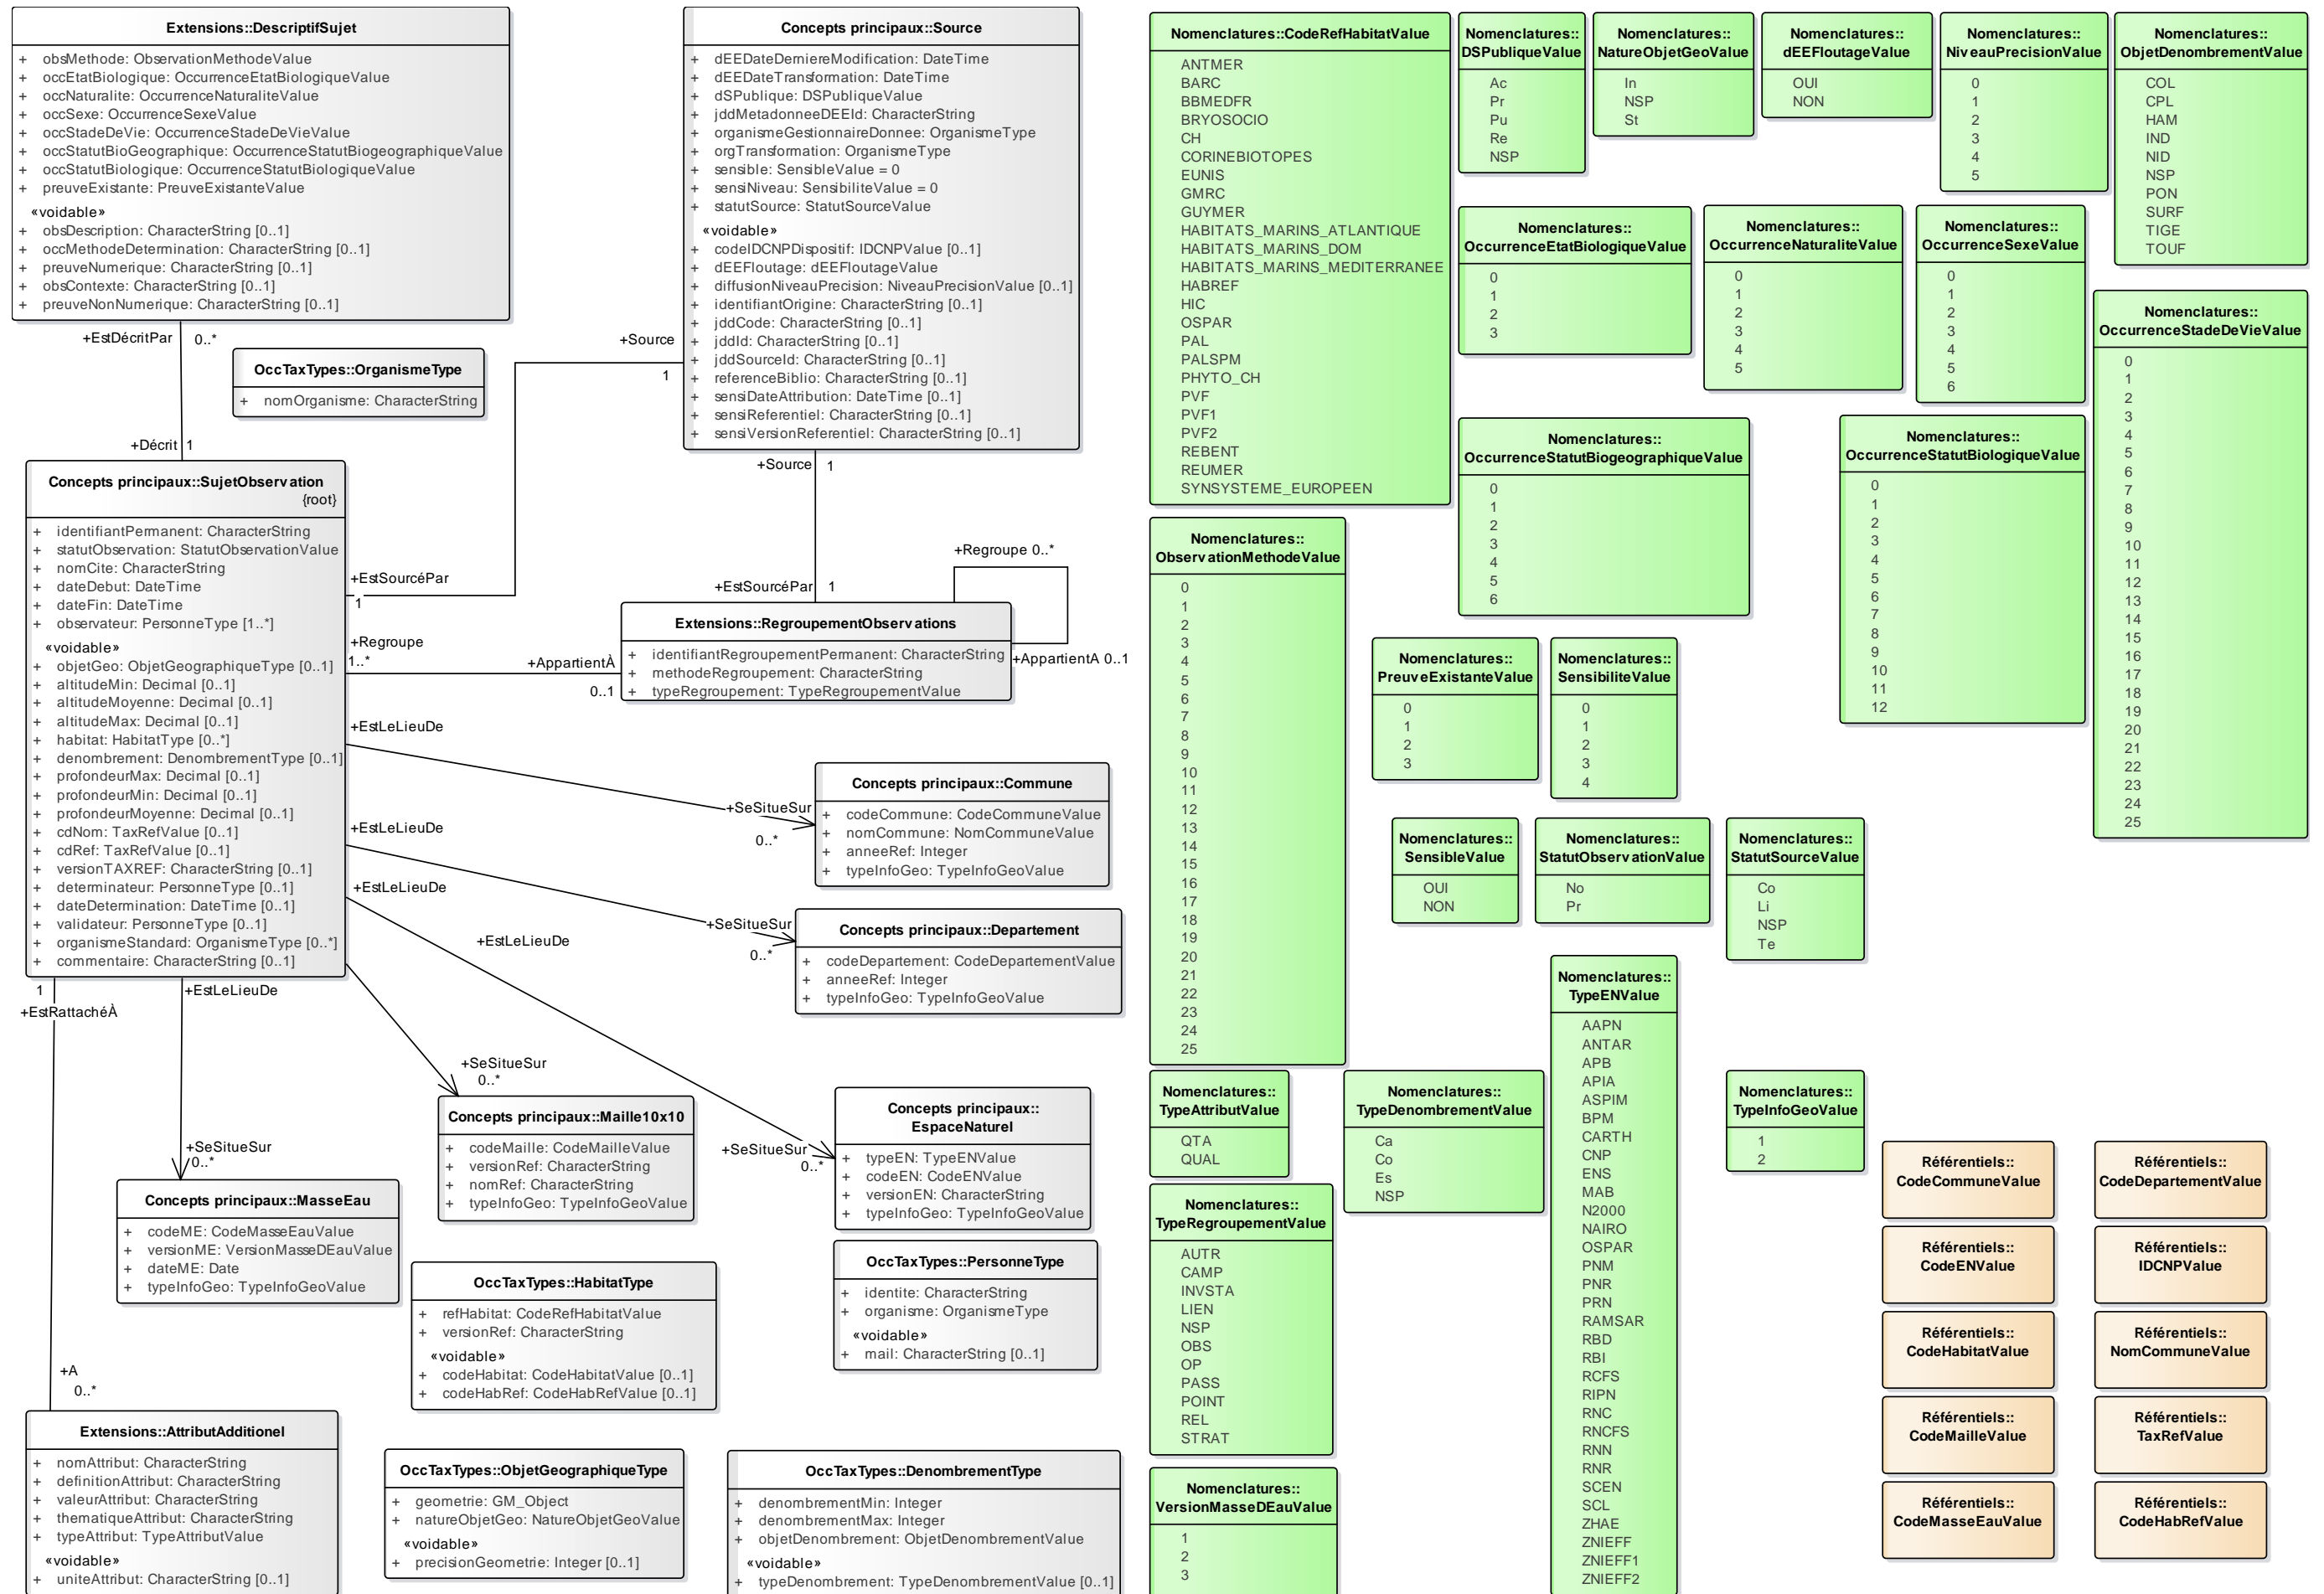 Extensions::DescriptifSujet
+ obsMethode: ObservationMethodeValue
+ occEtatBiologique: OccurrenceEtatBiologiqueValue
+ occNaturalite: OccurrenceNaturaliteValue
+ occSexe: OccurrenceSexeValue
+ occStadeDeVie: OccurrenceStadeDeVieValue
+ occStatutBioGeographique: OccurrenceStatutBiogeographiqueValue
+ occStatutBiologique: OccurrenceStatutBiologiqueValue
+ preuveExistante: PreuveExistanteValue
«voidable»
+ obsDescription: CharacterString [0..1]
+ occMethodeDetermination: CharacterString [0..1]
+ preuveNumerique: CharacterString [0..1]
+ obsContexte: CharacterString [0..1]
+ preuveNonNumerique: CharacterString [0..1]
+EstDécritPar 0..*
OccTaxTypes::OrganismeType
+ nomOrganisme: CharacterString
+Décrit 1
Concepts principaux::Source
+ dEEDateDerniereModification: DateTime
+ dEEDateTransformation: DateTime
+ dSPublique: DSPubliqueValue
+ jddMetadonneeDEEId: CharacterString
+ organismeGestionnaireDonnee: OrganismeType
+ orgTransformation: OrganismeType
+ sensible: SensibleValue = 0
+ sensiNiveau: SensibiliteValue = 0
+ statutSource: StatutSourceValue
«voidable»
+ codeIDCNPDispositif: IDCNPValue [0..1]
+ dEEFloutage: dEEFloutageValue
+ diffusionNiveauPrecision: NiveauPrecisionValue [0..1]
+ identifiantOrigine: CharacterString [0..1]
+ jddCode: CharacterString [0..1]
+ jddId: CharacterString [0..1]
+ jddSourceId: CharacterString [0..1]
+ referenceBiblio: CharacterString [0..1]
+ sensiDateAttribution: DateTime [0..1]
+ sensiReferentiel: CharacterString [0..1]
+ sensiVersionReferentiel: CharacterString [0..1]
+Source
1
+Source 1
Concepts principaux::SujetObservation
{root}
+ identifiantPermanent: CharacterString
+ statutObservation: StatutObservationValue
+ nomCite: CharacterString
+ dateDebut: DateTime
+ dateFin: DateTime
+ observateur: PersonneType [1..*]
«voidable»
+ objetGeo: ObjetGeographiqueType [0..1]
+ altitudeMin: Decimal [0..1]
+ altitudeMoyenne: Decimal [0..1]
+ altitudeMax: Decimal [0..1]
+ habitat: HabitatType [0..*]
+ denombrement: DenombrementType [0..1]
+ profondeurMax: Decimal [0..1]
+ profondeurMin: Decimal [0..1]
+ profondeurMoyenne: Decimal [0..1]
+ cdNom: TaxRefValue [0..1]
+ cdRef: TaxRefValue [0..1]
+ versionTAXREF: CharacterString [0..1]
+ determinateur: PersonneType [0..1]
+ dateDetermination: DateTime [0..1]
+ validateur: PersonneType [0..1]
+ organismeStandard: OrganismeType [0..*]
+ commentaire: CharacterString [0..1]
+EstSourcéPar
1
+EstSourcéPar 1
+Regroupe 0..*
Extensions::RegroupementObservations
+ identifiantRegroupementPermanent: CharacterString
+ methodeRegroupement: CharacterString
+ typeRegroupement: TypeRegroupementValue
+AppartientA 0..1
+Regroupe
1..*
+AppartientÀ
0..1
+EstLeLieuDe
+SeSitueSur
0..*
Concepts principaux::Commune
+ codeCommune: CodeCommuneValue
+ nomCommune: NomCommuneValue
+ anneeRef: Integer
+ typeInfoGeo: TypeInfoGeoValue
+EstLeLieuDe
+SeSitueSur
0..*
Concepts principaux::Departement
+ codeDepartement: CodeDepartementValue
+ anneeRef: Integer
+ typeInfoGeo: TypeInfoGeoValue
+EstLeLieuDe
+EstLeLieuDe
1
+EstRattachéÀ
+EstLeLieuDe
+SeSitueSur
0..*
Concepts principaux::Maille10x10
+ codeMaille: CodeMailleValue
+ versionRef: CharacterString
+ nomRef: CharacterString
+ typeInfoGeo: TypeInfoGeoValue
+SeSitueSur
0..*
Concepts principaux::
EspaceNaturel
+ typeEN: TypeENValue
+ codeEN: CodeENValue
+ versionEN: CharacterString
+ typeInfoGeo: TypeInfoGeoValue
+SeSitueSur
0..*
Concepts principaux::MasseEau
+ codeME: CodeMasseEauValue
+ versionME: VersionMasseDEauValue
+ dateME: Date
+ typeInfoGeo: TypeInfoGeoValue
OccTaxTypes::HabitatType
+ refHabitat: CodeRefHabitatValue
+ versionRef: CharacterString
«voidable»
+ codeHabitat: CodeHabitatValue [0..1]
+ codeHabRef: CodeHabRefValue [0..1]
OccTaxTypes::PersonneType
+ identite: CharacterString
+ organisme: OrganismeType
«voidable»
+ mail: CharacterString [0..1]
+A
0..*
Extensions::AttributAdditionel
+ nomAttribut: CharacterString
+ definitionAttribut: CharacterString
+ valeurAttribut: CharacterString
+ thematiqueAttribut: CharacterString
+ typeAttribut: TypeAttributValue
«voidable»
+ uniteAttribut: CharacterString [0..1]
OccTaxTypes::ObjetGeographiqueType
+ geometrie: GM_Object
+ natureObjetGeo: NatureObjetGeoValue
«voidable»
+ precisionGeometrie: Integer [0..1]
OccTaxTypes::DenombrementType
+ denombrementMin: Integer
+ denombrementMax: Integer
+ objetDenombrement: ObjetDenombrementValue
«voidable»
+ typeDenombrement: TypeDenombrementValue [0..1]
Nomenclatures::CodeRefHabitatValue
ANTMER
BARC
BBMEDFR
BRYOSOCIO
CH
CORINEBIOTOPES
EUNIS
GMRC
GUYMER
HABITATS_MARINS_ATLANTIQUE
HABITATS_MARINS_DOM
HABITATS_MARINS_MEDITERRANEE
HABREF
HIC
OSPAR
PAL
PALSPM
PHYTO_CH
PVF
PVF1
PVF2
REBENT
REUMER
SYNSYSTEME_EUROPEEN
Nomenclatures::
DSPubliqueValue
Ac
Pr
Pu
Re
NSP
Nomenclatures::
NatureObjetGeoValue
In
NSP
St
Nomenclatures::
dEEFloutageValue
OUI
NON
Nomenclatures::
NiveauPrecisionValue
0
1
2
3
4
5
Nomenclatures::
ObjetDenombrementValue
COL
CPL
HAM
IND
NID
NSP
PON
SURF
TIGE
TOUF
Nomenclatures::
OccurrenceEtatBiologiqueValue
0
1
2
3
Nomenclatures::
OccurrenceNaturaliteValue
0
1
2
3
4
5
Nomenclatures::
OccurrenceSexeValue
0
1
2
3
4
5
6
Nomenclatures::
OccurrenceStadeDeVieValue
0
1
2
3
4
5
6
7
8
9
10
11
12
13
14
15
16
17
18
19
20
21
22
23
24
25
Nomenclatures::
OccurrenceStatutBiogeographiqueValue
0
1
2
3
4
5
6
Nomenclatures::
OccurrenceStatutBiologiqueValue
0
1
2
3
4
5
6
7
8
9
10
11
12
Nomenclatures::
ObservationMethodeValue
0
1
2
3
4
5
6
7
8
9
10
11
12
13
14
15
16
17
18
19
20
21
22
23
24
25
Nomenclatures::
PreuveExistanteValue
0
1
2
3
Nomenclatures::
SensibiliteValue
0
1
2
3
4
Nomenclatures::
SensibleValue
OUI
NON
Nomenclatures::
StatutObservationValue
No
Pr
Nomenclatures::
StatutSourceValue
Co
Li
NSP
Te
Nomenclatures::
TypeENValue
AAPN
ANTAR
APB
APIA
ASPIM
BPM
CARTH
CNP
ENS
MAB
N2000
NAIRO
OSPAR
PNM
PNR
PRN
RAMSAR
RBD
RBI
RCFS
RIPN
RNC
RNCFS
RNN
RNR
SCEN
SCL
ZHAE
ZNIEFF
ZNIEFF1
ZNIEFF2
Nomenclatures::
TypeAttributValue
QTA
QUAL
Nomenclatures::
TypeDenombrementValue
Ca
Co
Es
NSP
Nomenclatures::
TypeInfoGeoValue
1
2
Nomenclatures::
TypeRegroupementValue
AUTR
CAMP
INVSTA
LIEN
NSP
OBS
OP
PASS
POINT
REL
STRAT
Nomenclatures::
VersionMasseDEauValue
1
2
3
Référentiels::
CodeCommuneValue
Référentiels::
CodeDepartementValue
Référentiels::
CodeENValue
Référentiels::
IDCNPValue
Référentiels::
CodeHabitatValue
Référentiels::
NomCommuneValue
Référentiels::
CodeMailleValue
Référentiels::
TaxRefValue
Référentiels::
CodeMasseEauValue
Référentiels::
CodeHabRefValue